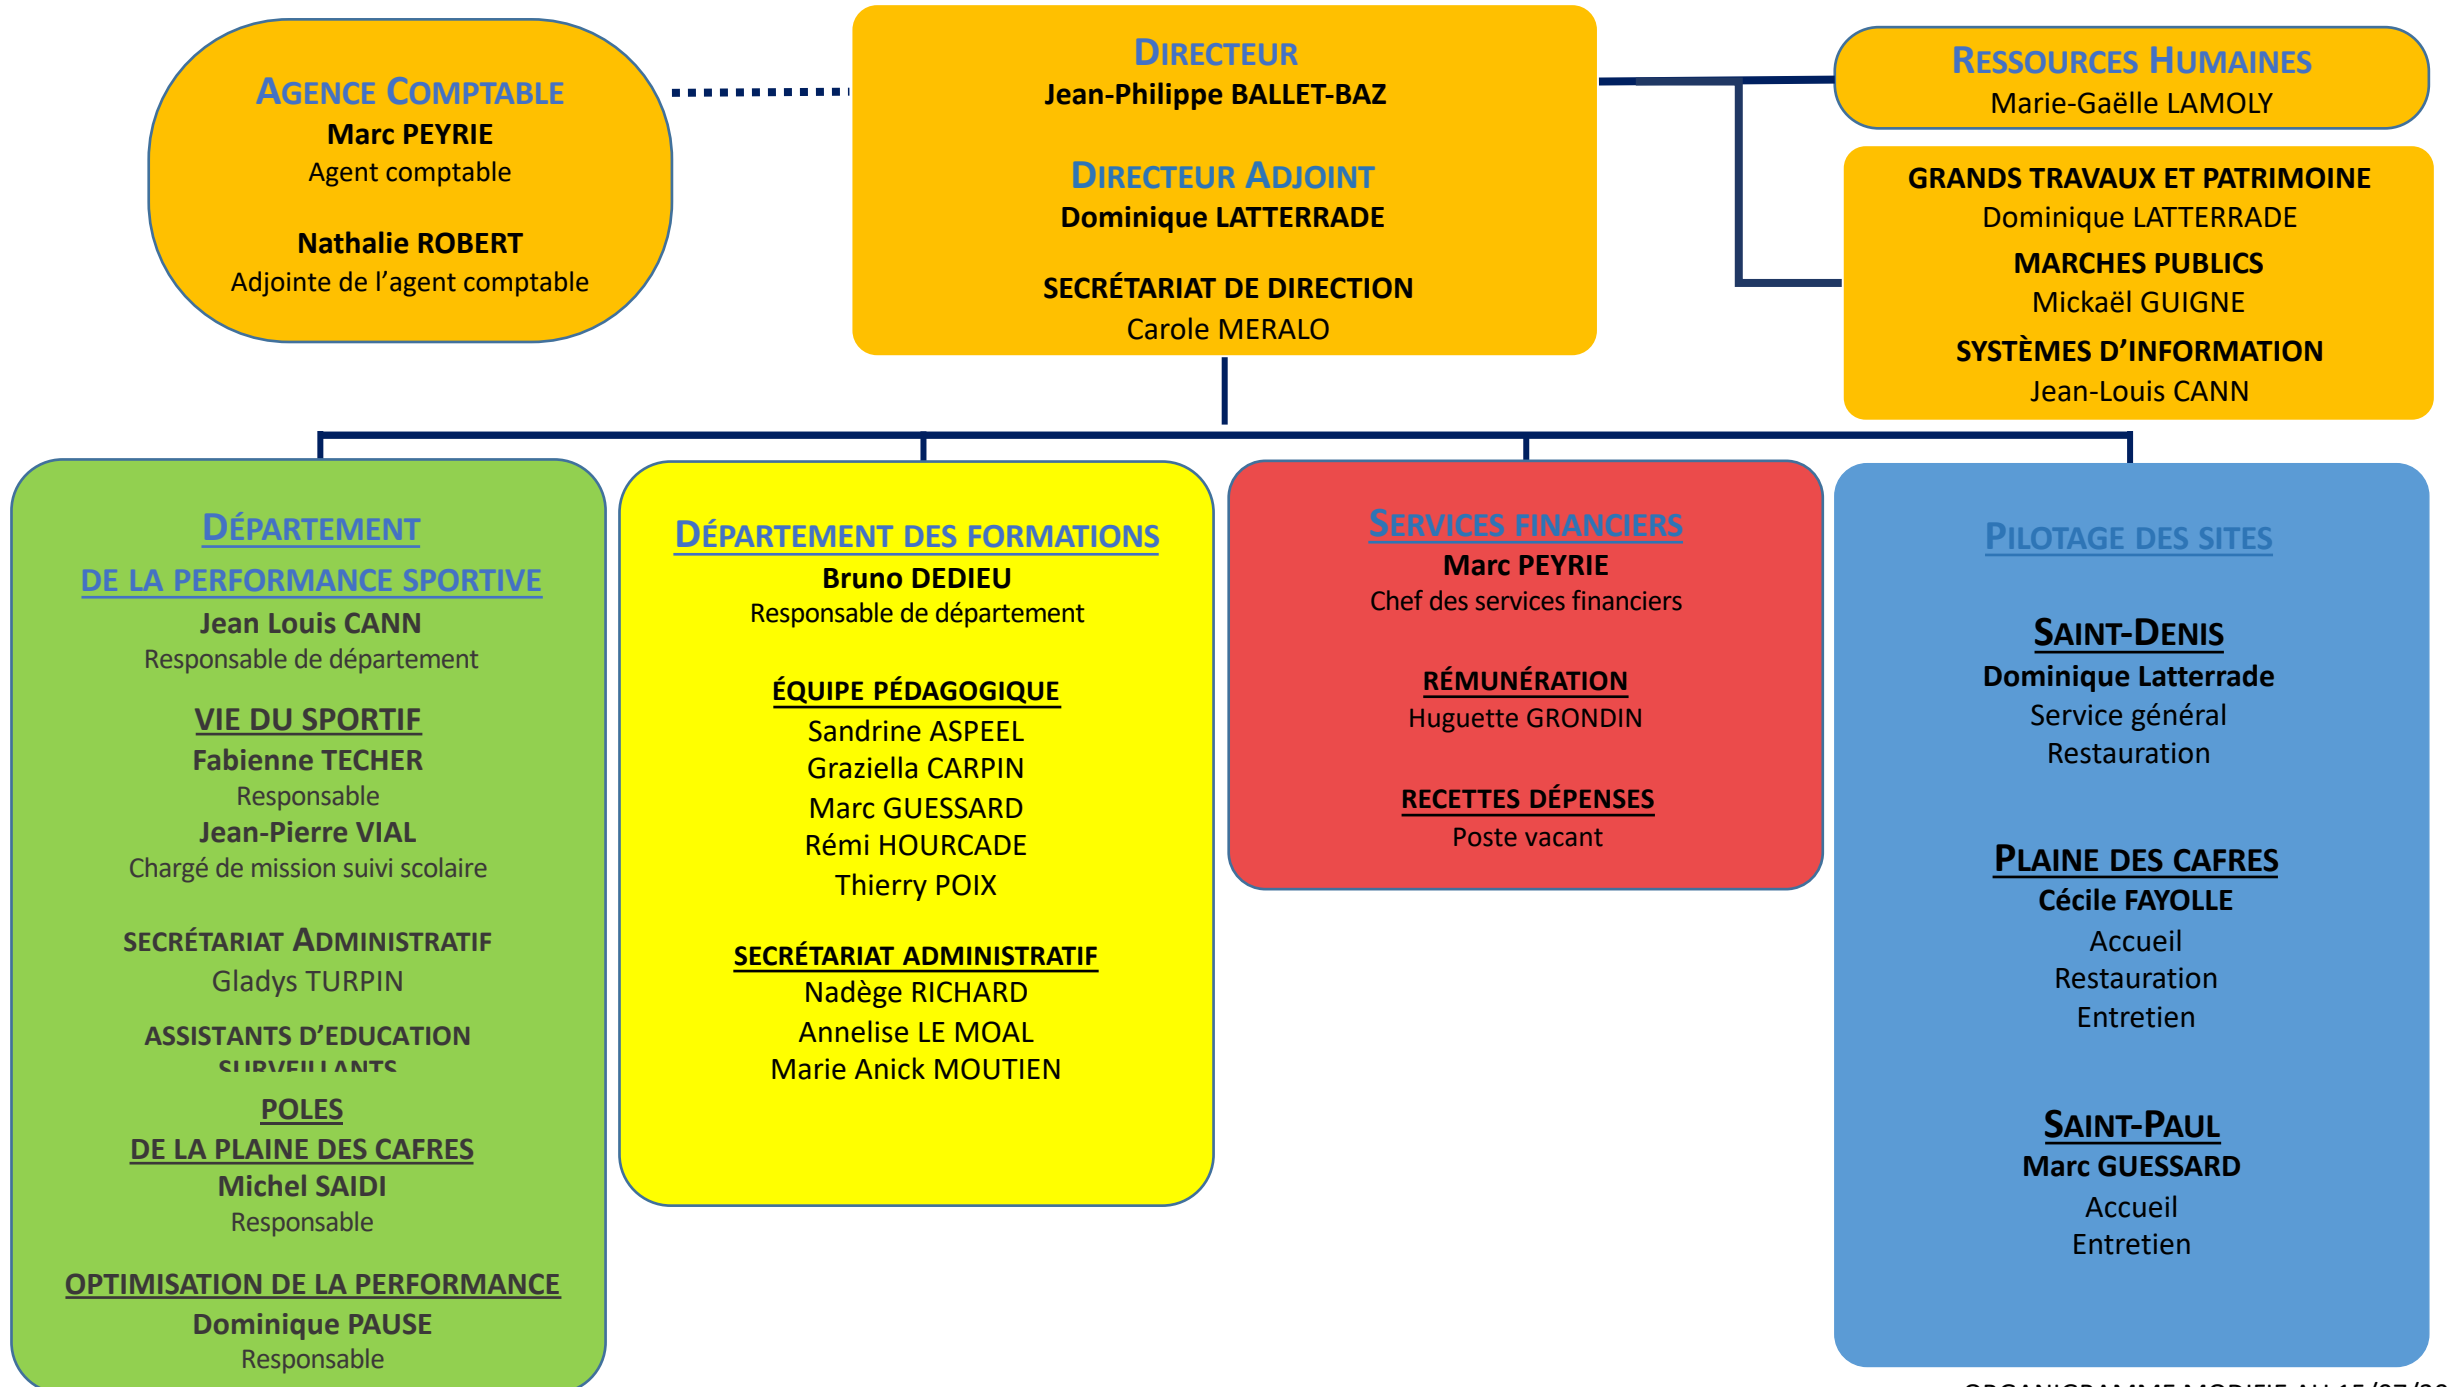 AGENCE COMPTABLE
Marc PEYRIE
Agent comptable
Nathalie ROBERT
Adjointe de l’agent comptable
DIRECTEUR
Jean-Philippe BALLET-BAZ
DIRECTEUR ADJOINT
Dominique LATTERRADE
SECRÉTARIAT DE DIRECTION
Carole MERALO
RESSOURCES HUMAINES
Marie-Gaëlle LAMOLY
GRANDS TRAVAUX ET PATRIMOINE
Dominique LATTERRADE
MARCHES PUBLICS
Mickaël GUIGNE
SYSTÈMES D’INFORMATION
Jean-Louis CANN
DÉPARTEMENT
DE LA PERFORMANCE SPORTIVE
Jean Louis CANN
Responsable de département
VIE DU SPORTIF
Fabienne TECHER
Responsable
Jean-Pierre VIAL
Chargé de mission suivi scolaire
SECRÉTARIAT ADMINISTRATIF
Gladys TURPIN
ASSISTANTS D’EDUCATION
SURVEILLANTS
POLES
DE LA PLAINE DES CAFRES
Michel SAIDI
Responsable
OPTIMISATION DE LA PERFORMANCE
Dominique PAUSE
Responsable
DÉPARTEMENT DES FORMATIONS
Bruno DEDIEU
Responsable de département
ÉQUIPE PÉDAGOGIQUE
Sandrine ASPEEL
Graziella CARPIN
Marc GUESSARD
Rémi HOURCADE
Thierry POIX
SECRÉTARIAT ADMINISTRATIF
Nadège RICHARD
Annelise LE MOAL
Marie Anick MOUTIEN
SERVICES FINANCIERS
Marc PEYRIE
Chef des services financiers
RÉMUNÉRATION
Huguette GRONDIN
RECETTES DÉPENSES
Poste vacant
PILOTAGE DES SITES
SAINT-DENIS
Dominique Latterrade
Service général
Restauration
PLAINE DES CAFRES
Cécile FAYOLLE
Accueil
Restauration
Entretien
SAINT-PAUL
Marc GUESSARD
Accueil
Entretien
ORGANIGRAMME MODIFIE AU